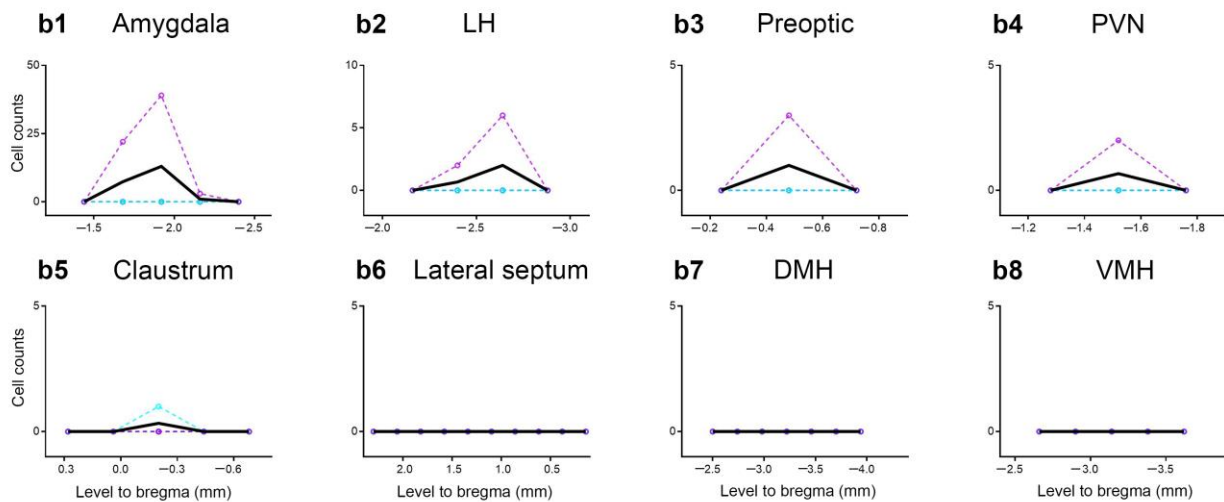 b1 Amygdala
b2 LH
b3 Preoptic
b4 PVN
50
25
0
Cell counts
−1.5 −2.0 −2.5
10
5
0
−2.0 −2.5 −3.0
5
0
−0.2 −0.4 −0.6 −0.8
5
0
−1.2 −1.4 −1.6 −1.8
b5 Claustrum
b6 Lateral septum
b7 DMH
b8 VMH
5
0
Cell counts
0.3 0.0 −0.3 −0.6
Level to bregma (mm)
5
0
2.0 1.5 1.0 0.5
Level to bregma (mm)
5
0
−2.5 −3.0 −3.5 −4.0
Level to bregma (mm)
5
0
−2.5 −3.0 −3.5
Level to bregma (mm)